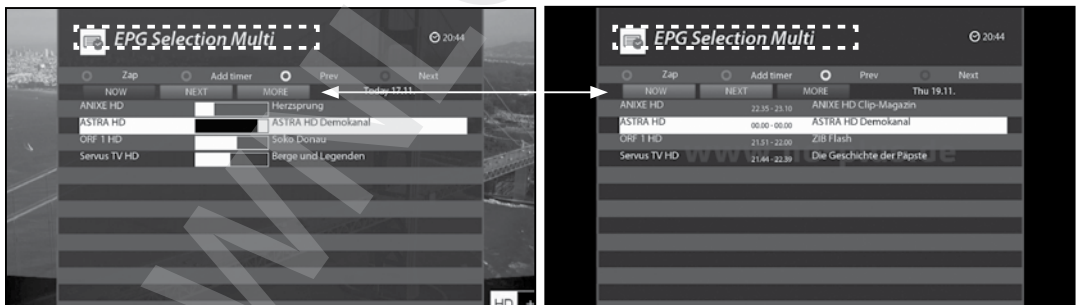 EPG Selection Multi
20:44
Zap Add timer Prev Next
NOW NEXT MORE Today 17.11.
ANIXE HD Herzsprung
ASTRA HD ASTRA HD Demokanal
ORF 1 HD Soko Donau
Servus TV HD Berge und Legenden
HD
EPG Selection Multi
20:44
Zap Add timer Prev Next
NOW NEXT MORE Thu 19.11.
ANIXE HD 22.35 - 23.10 ANIXE HD Clip-Magazin
ASTRA HD 00.00 - 00.00 ASTRA HD Demokanal
ORF 1 HD 21.51 - 22.00 ZIB Flash
Servus TV HD 21.44 - 22.39 Die Geschichte der Päpste